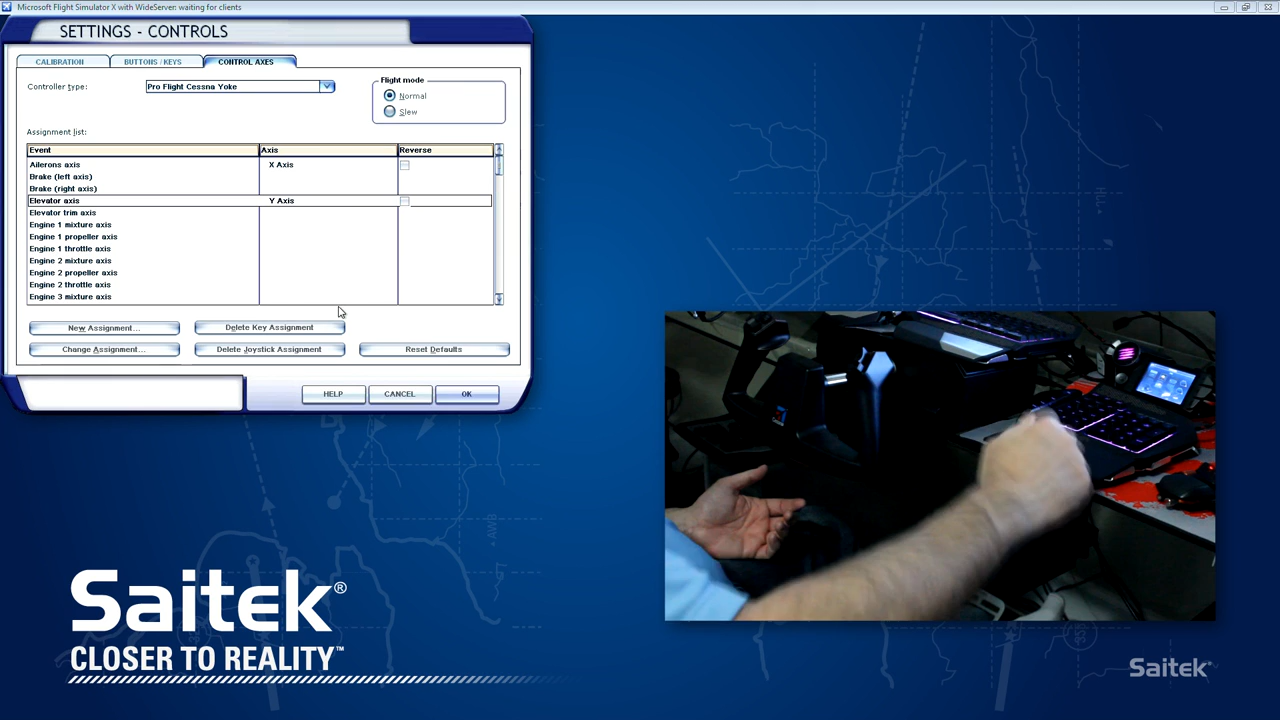 Microsoft Flight Simulator X with WideServer: waiting for clients
SETTINGS - CONTROLS
CALIBRATION
BUTTONS / KEYS
CONTROL AXES
Controller type:
Pro Flight Cessna Yoke
Flight mode
Normal
Slew
Assignment list:
Event Axis Reverse
Ailerons axis X Axis
Brake (left axis)
Brake (right axis)
Elevator axis Y Axis
Elevator trim axis
Engine 1 mixture axis
Engine 1 propeller axis
Engine 1 throttle axis
Engine 2 mixture axis
Engine 2 propeller axis
Engine 2 throttle axis
Engine 3 mixture axis
New Assignment...
Delete Key Assignment
Change Assignment...
Delete Joystick Assignment
Reset Defaults
HELP
CANCEL
OK
AWB
Saitek®
CLOSER TO REALITY™
Saitek®